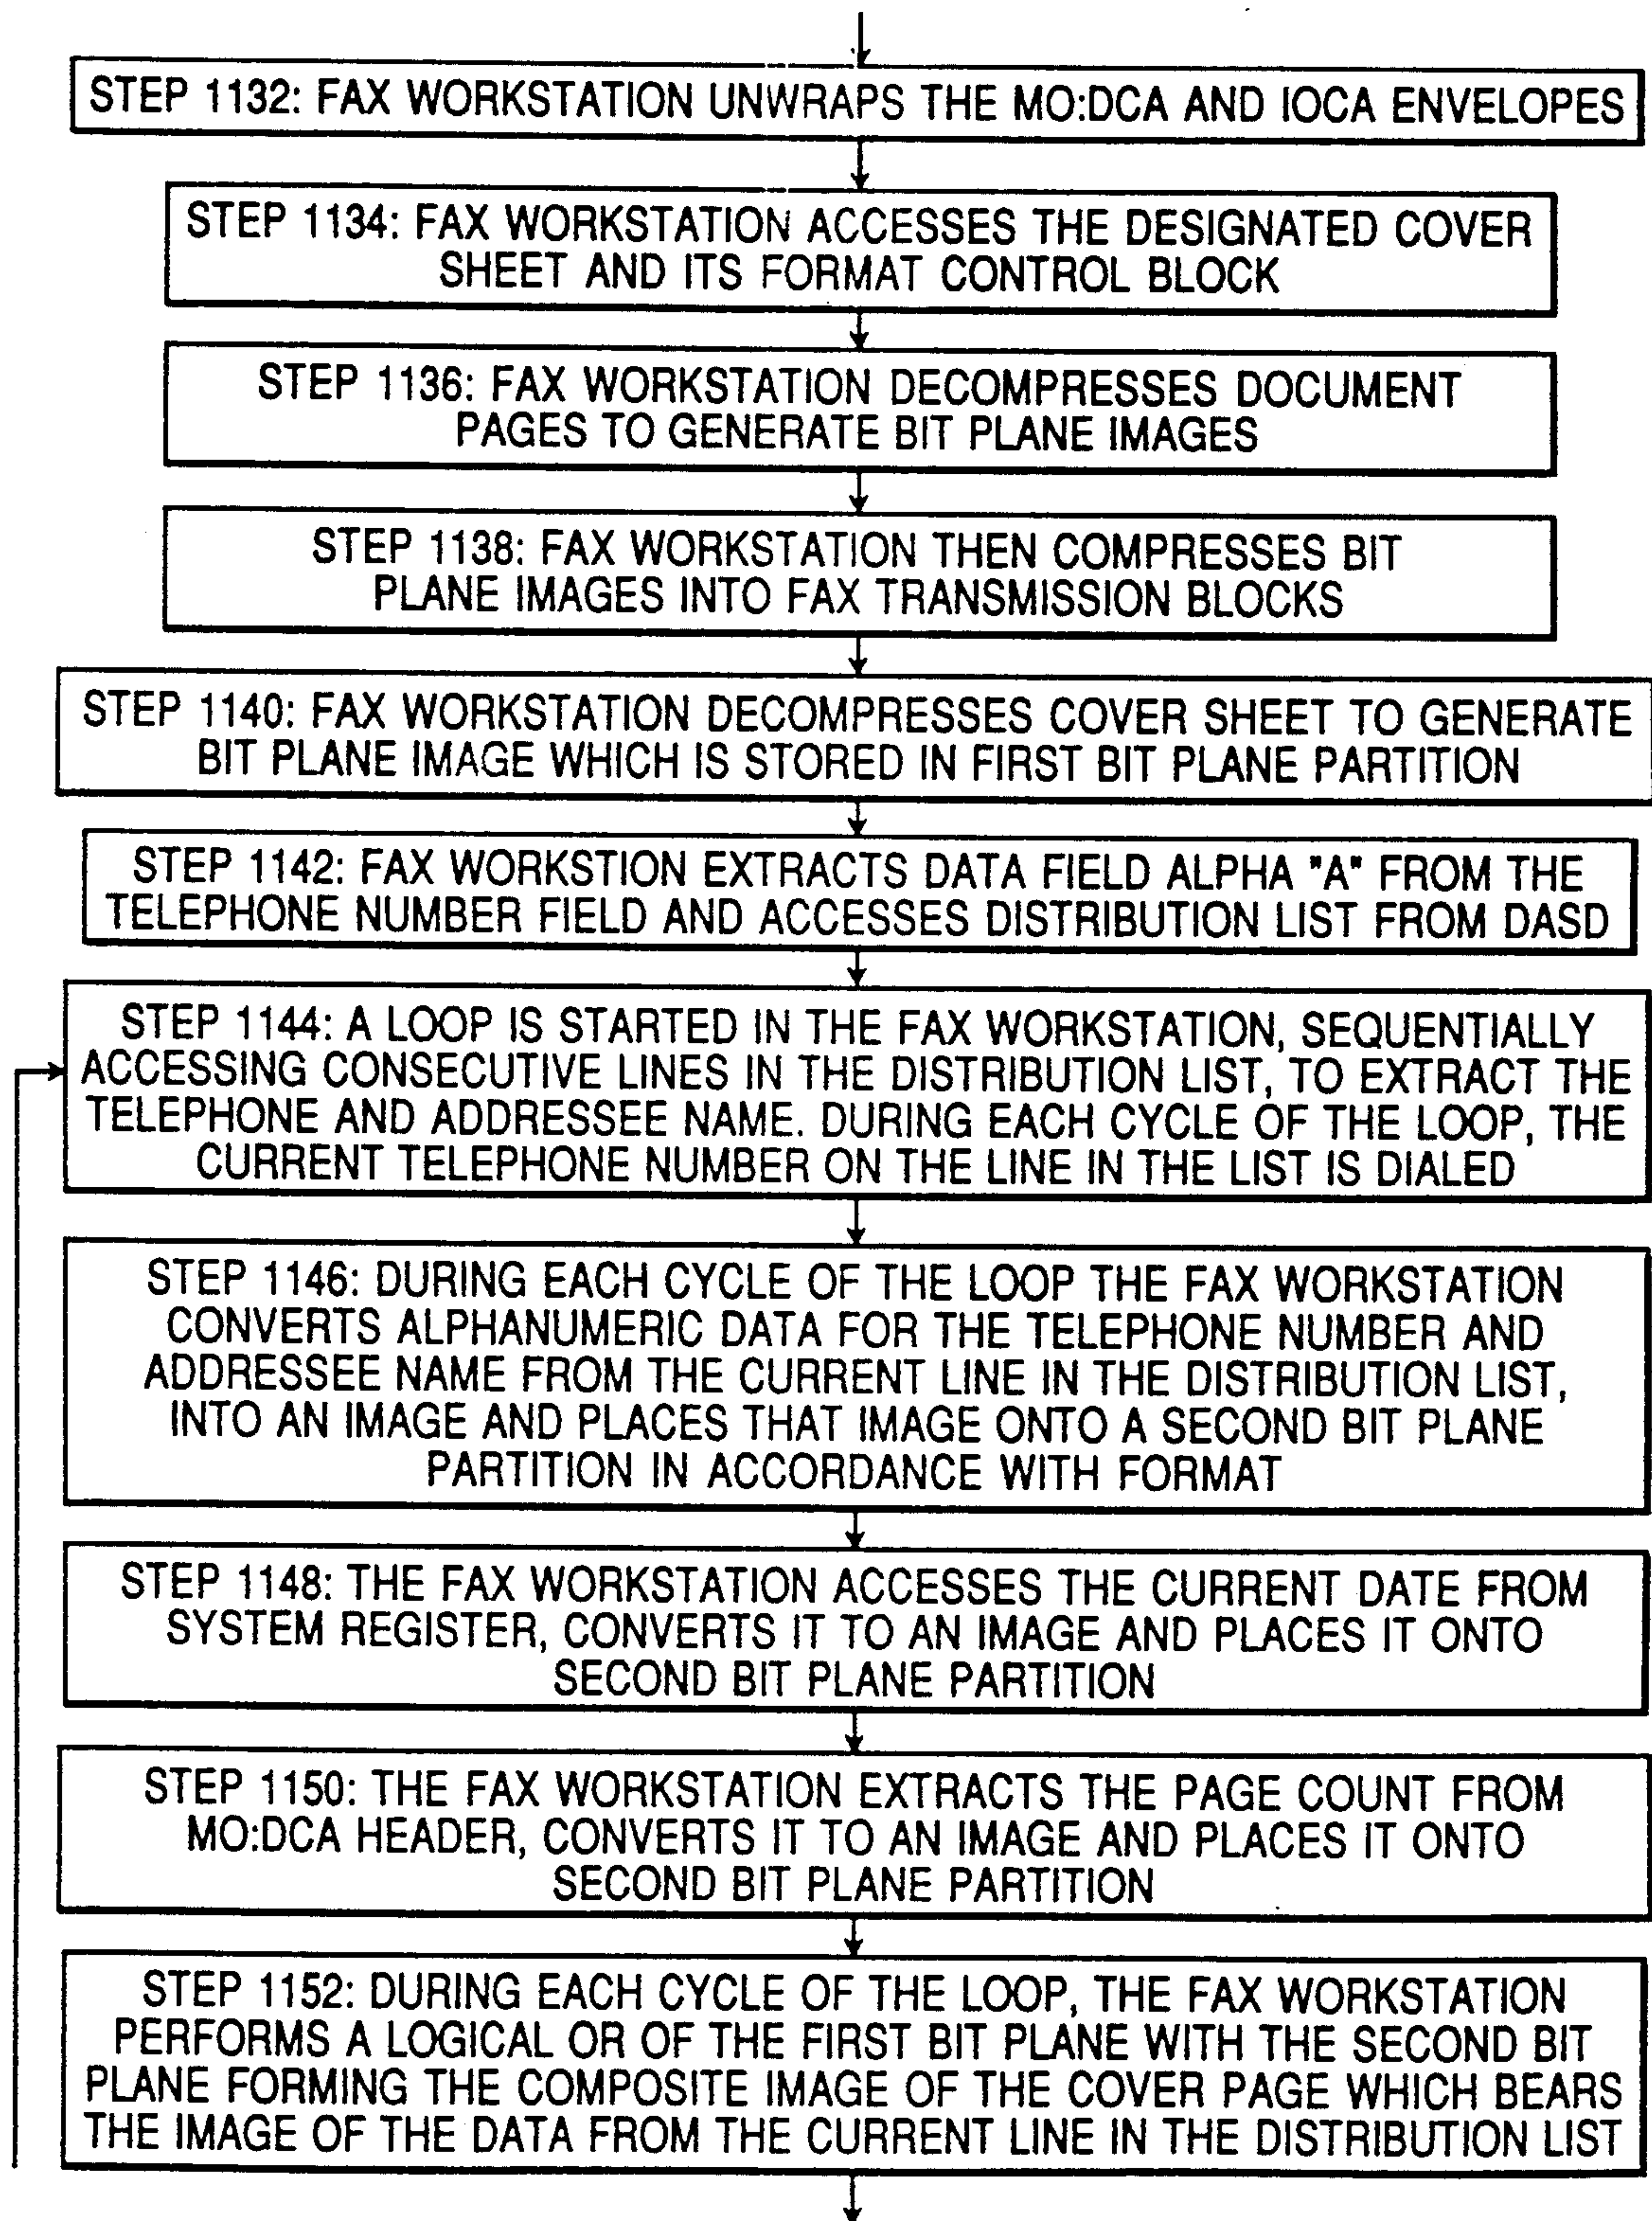 STEP 1132: FAX WORKSTATION UNWRAPS THE MO:DCA AND IOCA ENVELOPES
STEP 1134: FAX WORKSTATION ACCESSES THE DESIGNATED COVER
SHEET AND ITS FORMAT CONTROL BLOCK
STEP 1136: FAX WORKSTATION DECOMPRESSES DOCUMENT
PAGES TO GENERATE BIT PLANE IMAGES
STEP 1138: FAX WORKSTATION THEN COMPRESSES BIT
PLANE IMAGES INTO FAX TRANSMISSION BLOCKS
STEP 1140: FAX WORKSTATION DECOMPRESSES COVER SHEET TO GENERATE
BIT PLANE IMAGE WHICH IS STORED IN FIRST BIT PLANE PARTITION
STEP 1142: FAX WORKSTION EXTRACTS DATA FIELD ALPHA "A" FROM THE
TELEPHONE NUMBER FIELD AND ACCESSES DISTRIBUTION LIST FROM DASD
STEP 1144: A LOOP IS STARTED IN THE FAX WORKSTATION, SEQUENTIALLY
ACCESSING CONSECUTIVE LINES IN THE DISTRIBUTION LIST, TO EXTRACT THE
TELEPHONE AND ADDRESSEE NAME. DURING EACH CYCLE OF THE LOOP, THE
CURRENT TELEPHONE NUMBER ON THE LINE IN THE LIST IS DIALED
STEP 1146: DURING EACH CYCLE OF THE LOOP THE FAX WORKSTATION
CONVERTS ALPHANUMERIC DATA FOR THE TELEPHONE NUMBER AND
ADDRESSEE NAME FROM THE CURRENT LINE IN THE DISTRIBUTION LIST,
INTO AN IMAGE AND PLACES THAT IMAGE ONTO A SECOND BIT PLANE
PARTITION IN ACCORDANCE WITH FORMAT
STEP 1148: THE FAX WORKSTATION ACCESSES THE CURRENT DATE FROM
SYSTEM REGISTER, CONVERTS IT TO AN IMAGE AND PLACES IT ONTO
SECOND BIT PLANE PARTITION
STEP 1150: THE FAX WORKSTATION EXTRACTS THE PAGE COUNT FROM
MO:DCA HEADER, CONVERTS IT TO AN IMAGE AND PLACES IT ONTO
SECOND BIT PLANE PARTITION
STEP 1152: DURING EACH CYCLE OF THE LOOP, THE FAX WORKSTATION
PERFORMS A LOGICAL OR OF THE FIRST BIT PLANE WITH THE SECOND BIT
PLANE FORMING THE COMPOSITE IMAGE OF THE COVER PAGE WHICH BEARS
THE IMAGE OF THE DATA FROM THE CURRENT LINE IN THE DISTRIBUTION LIST